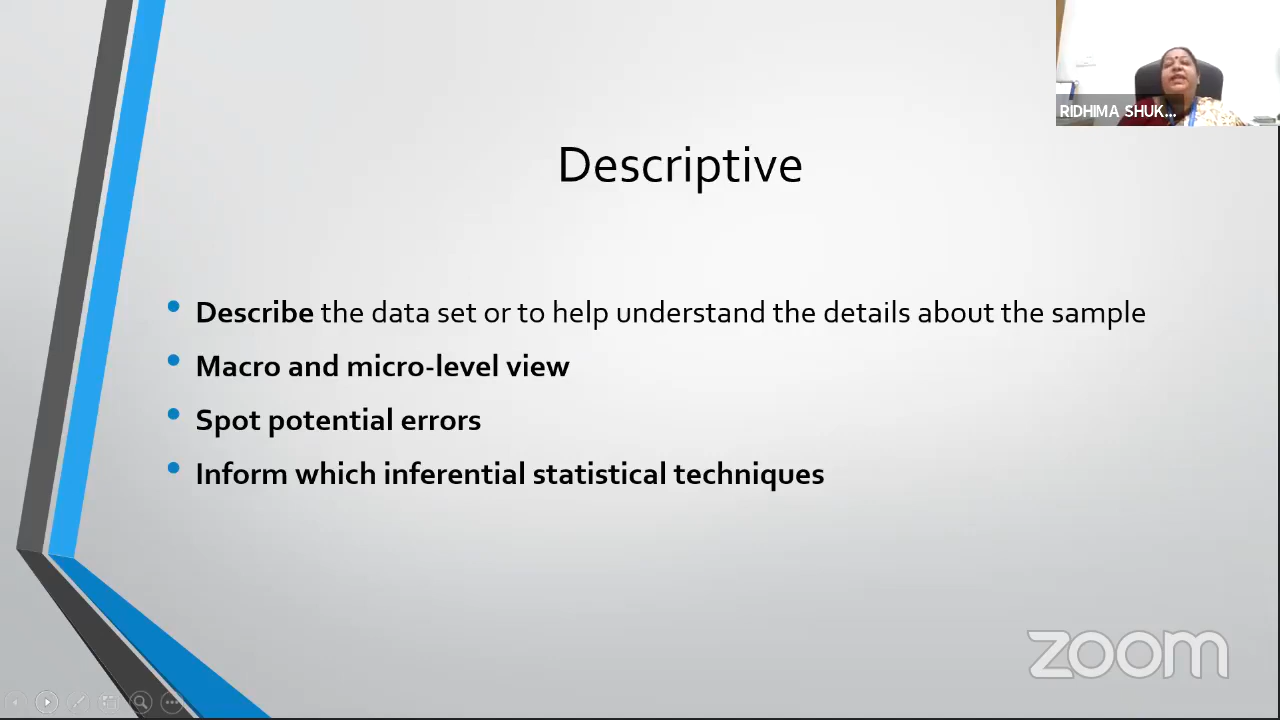 RIDHIMA SHUK...
Descriptive
Describe the data set or to help understand the details about the sample
Macro and micro-level view
Spot potential errors
Inform which inferential statistical techniques
zoom